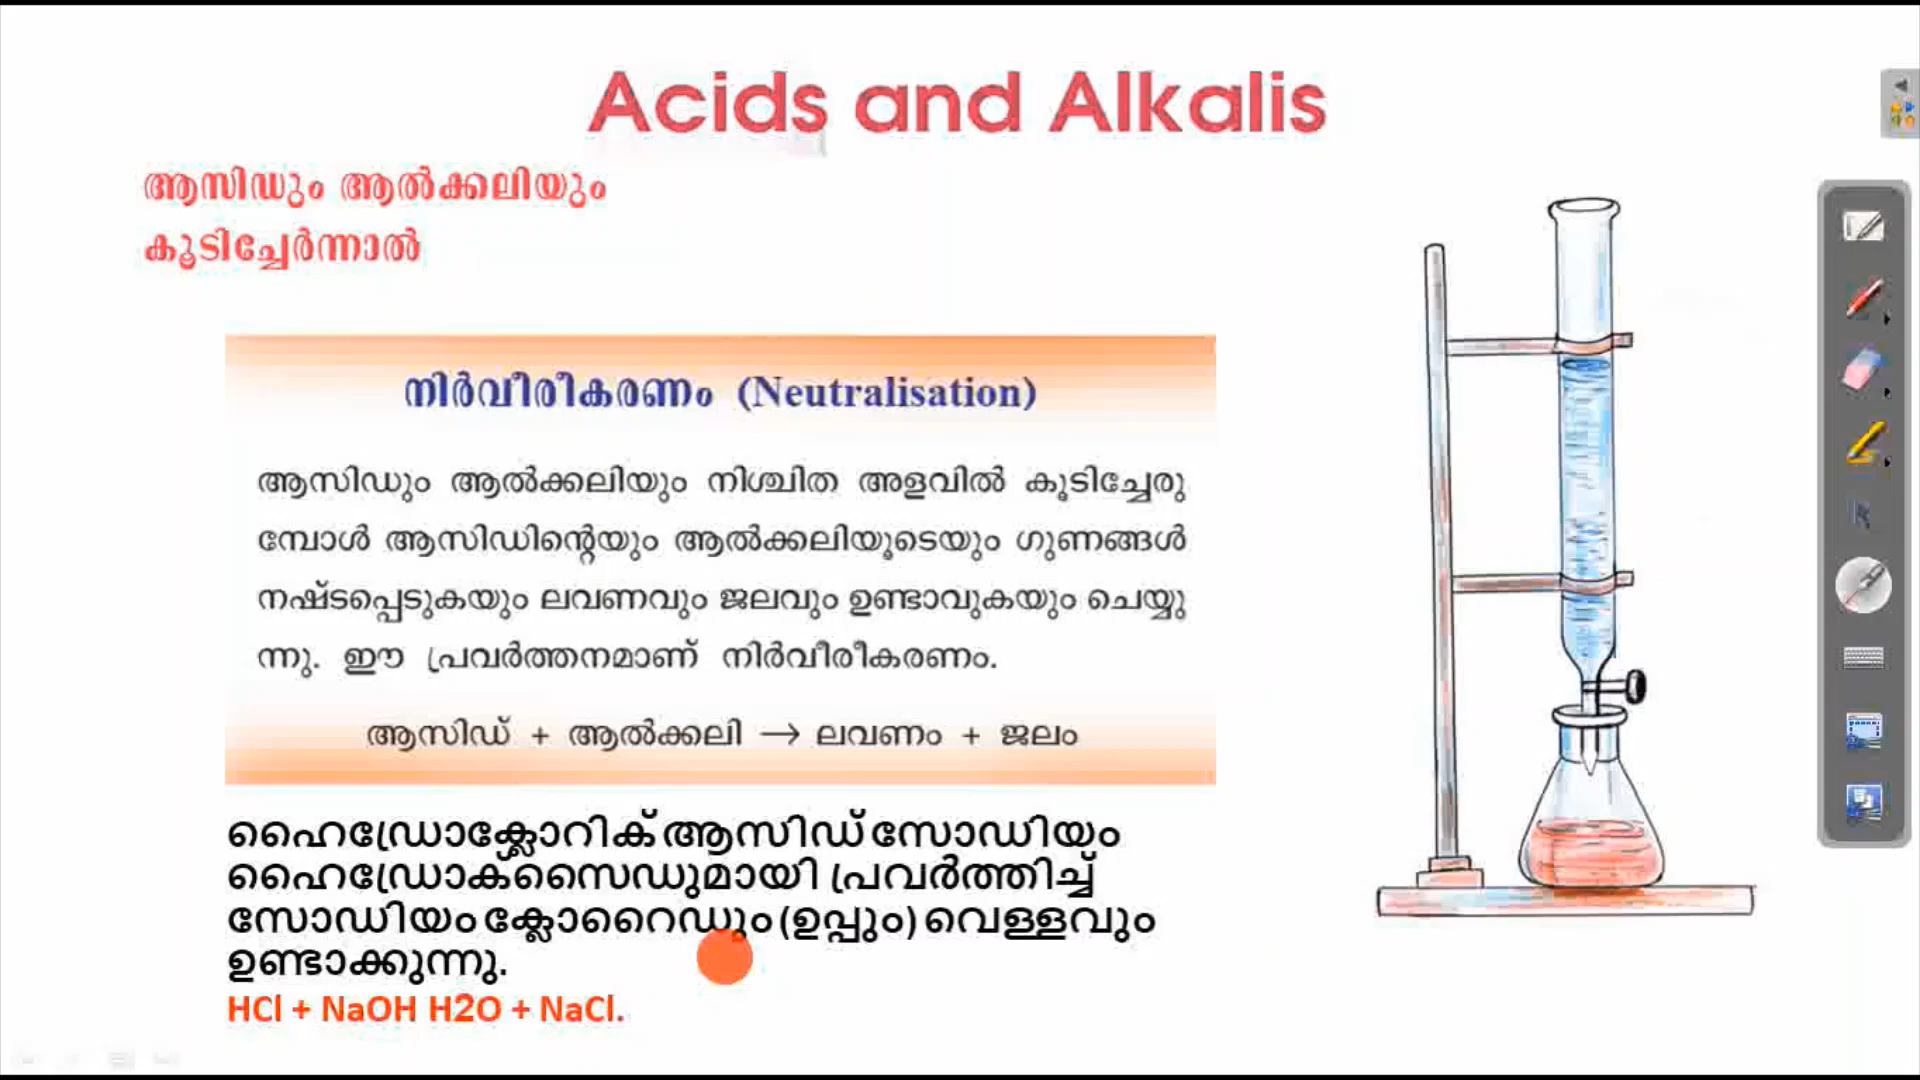 Acids and Alkalis
ആസിഡും ആൽക്കലിയും
കൂടിച്ചേർന്നാൽ
നിർവീരീകരണം (Neutralisation)
ആസിഡും ആൽക്കലിയും നിശ്ചിത അളവിൽ കൂടിച്ചേരു
മ്പോൾ ആസിഡിന്റെയും ആൽക്കലിയുടെയും ഗുണങ്ങൾ
നഷ്ടപ്പെടുകയും ലവണവും ജലവും ഉണ്ടാവുകയും ചെയ്യു
ന്നു. ഈ പ്രവർത്തനമാണ് നിർവീരീകരണം.
ആസിഡ് + ആൽക്കലി → ലവണം + ജലം
ഹൈഡ്രോക്ലോറിക് ആസിഡ് സോഡിയം
ഹൈഡ്രോക്സൈഡുമായി പ്രവർത്തിച്ച്
സോഡിയം ക്ലോറൈഡും (ഉപ്പും) വെള്ളവും
ഉണ്ടാക്കുന്നു.
HCl + NaOH H2O + NaCl.